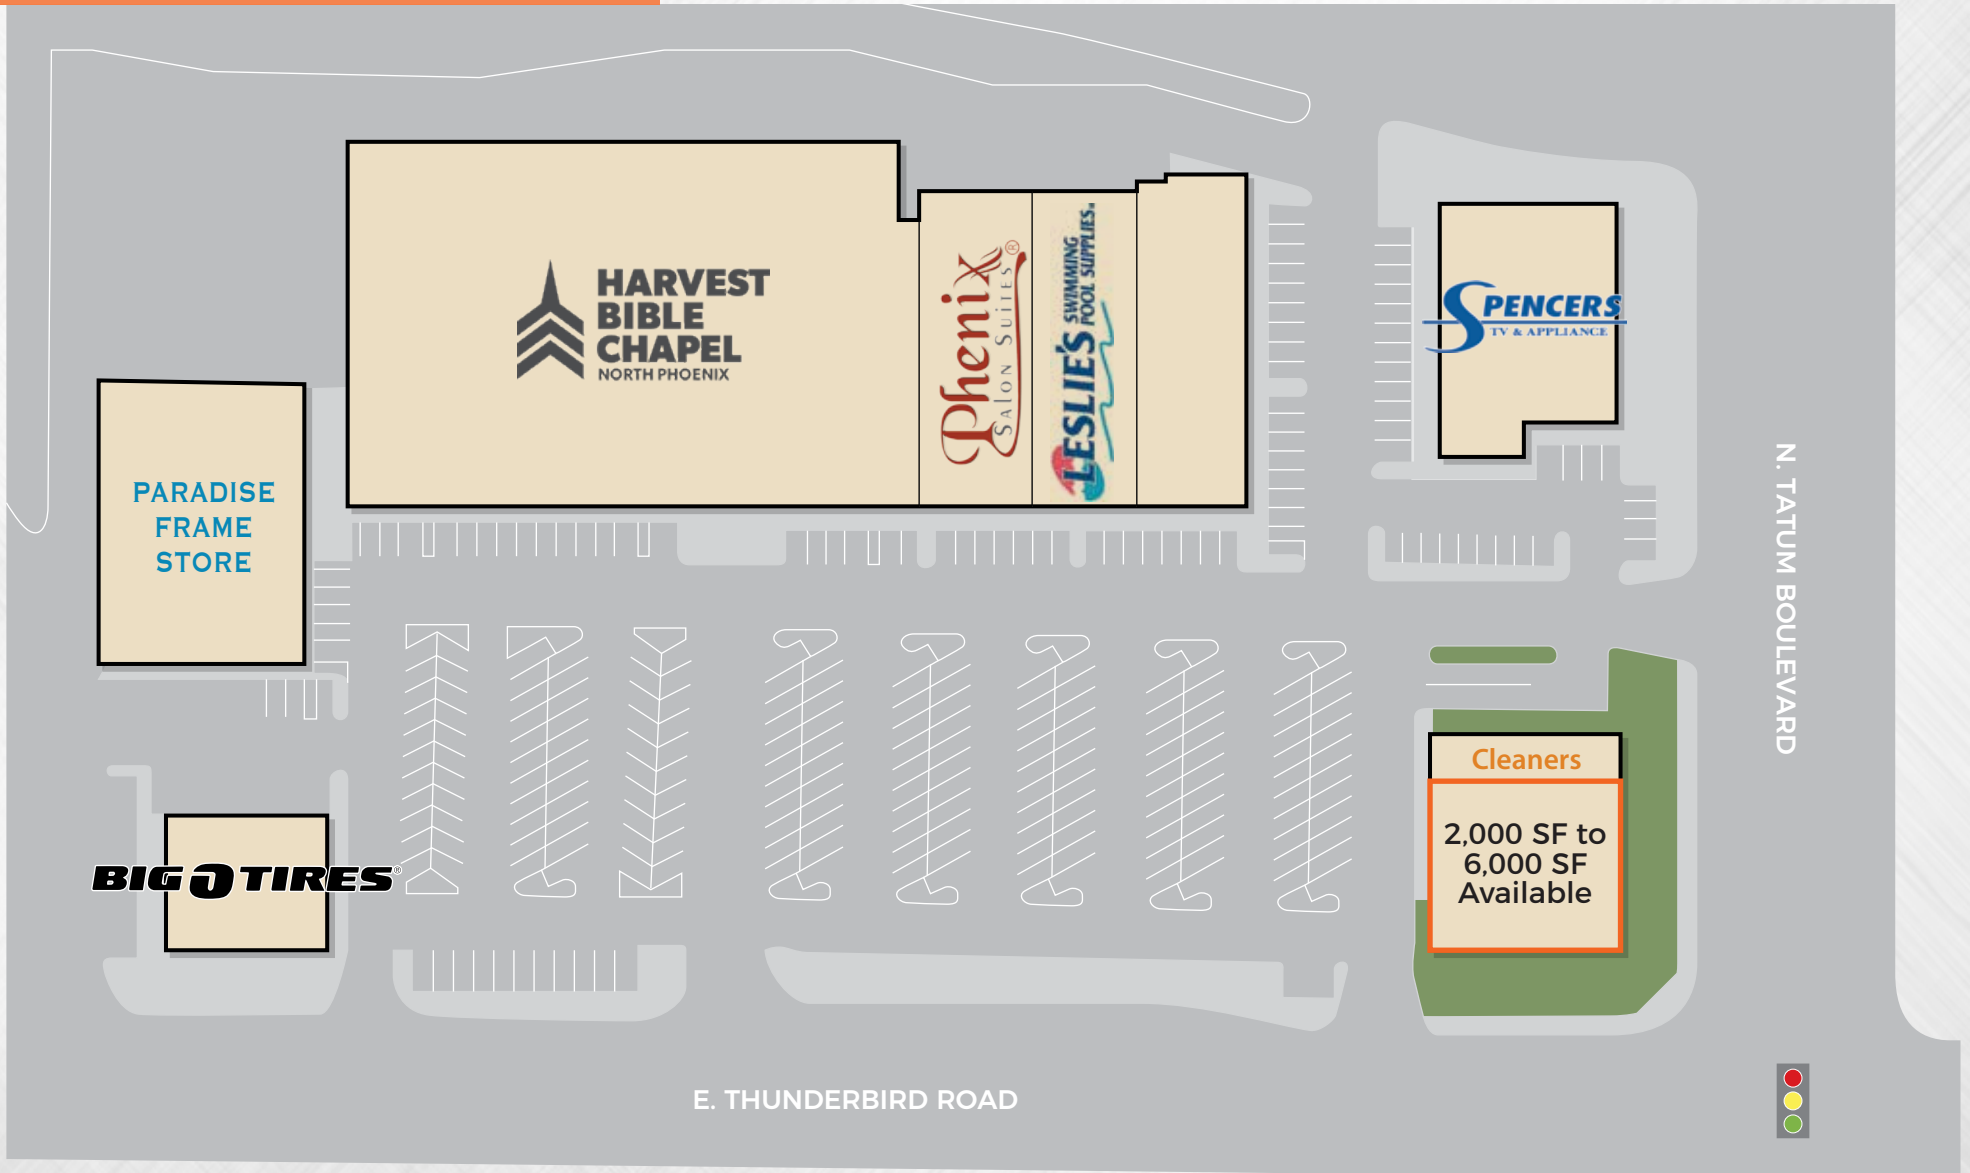 HARVEST
BIBLE
CHAPEL
NORTH PHOENIX
Phenix®
SALON SUITES
LESLIE'S
SWIMMING
POOL SUPPLIES.
SPENCERS
TV & APPLIANCE
PARADISE
FRAME
STORE
N. TATUM BOULEVARD
Cleaners
2,000 SF to
6,000 SF
Available
BIG O TIRES®
E. THUNDERBIRD ROAD